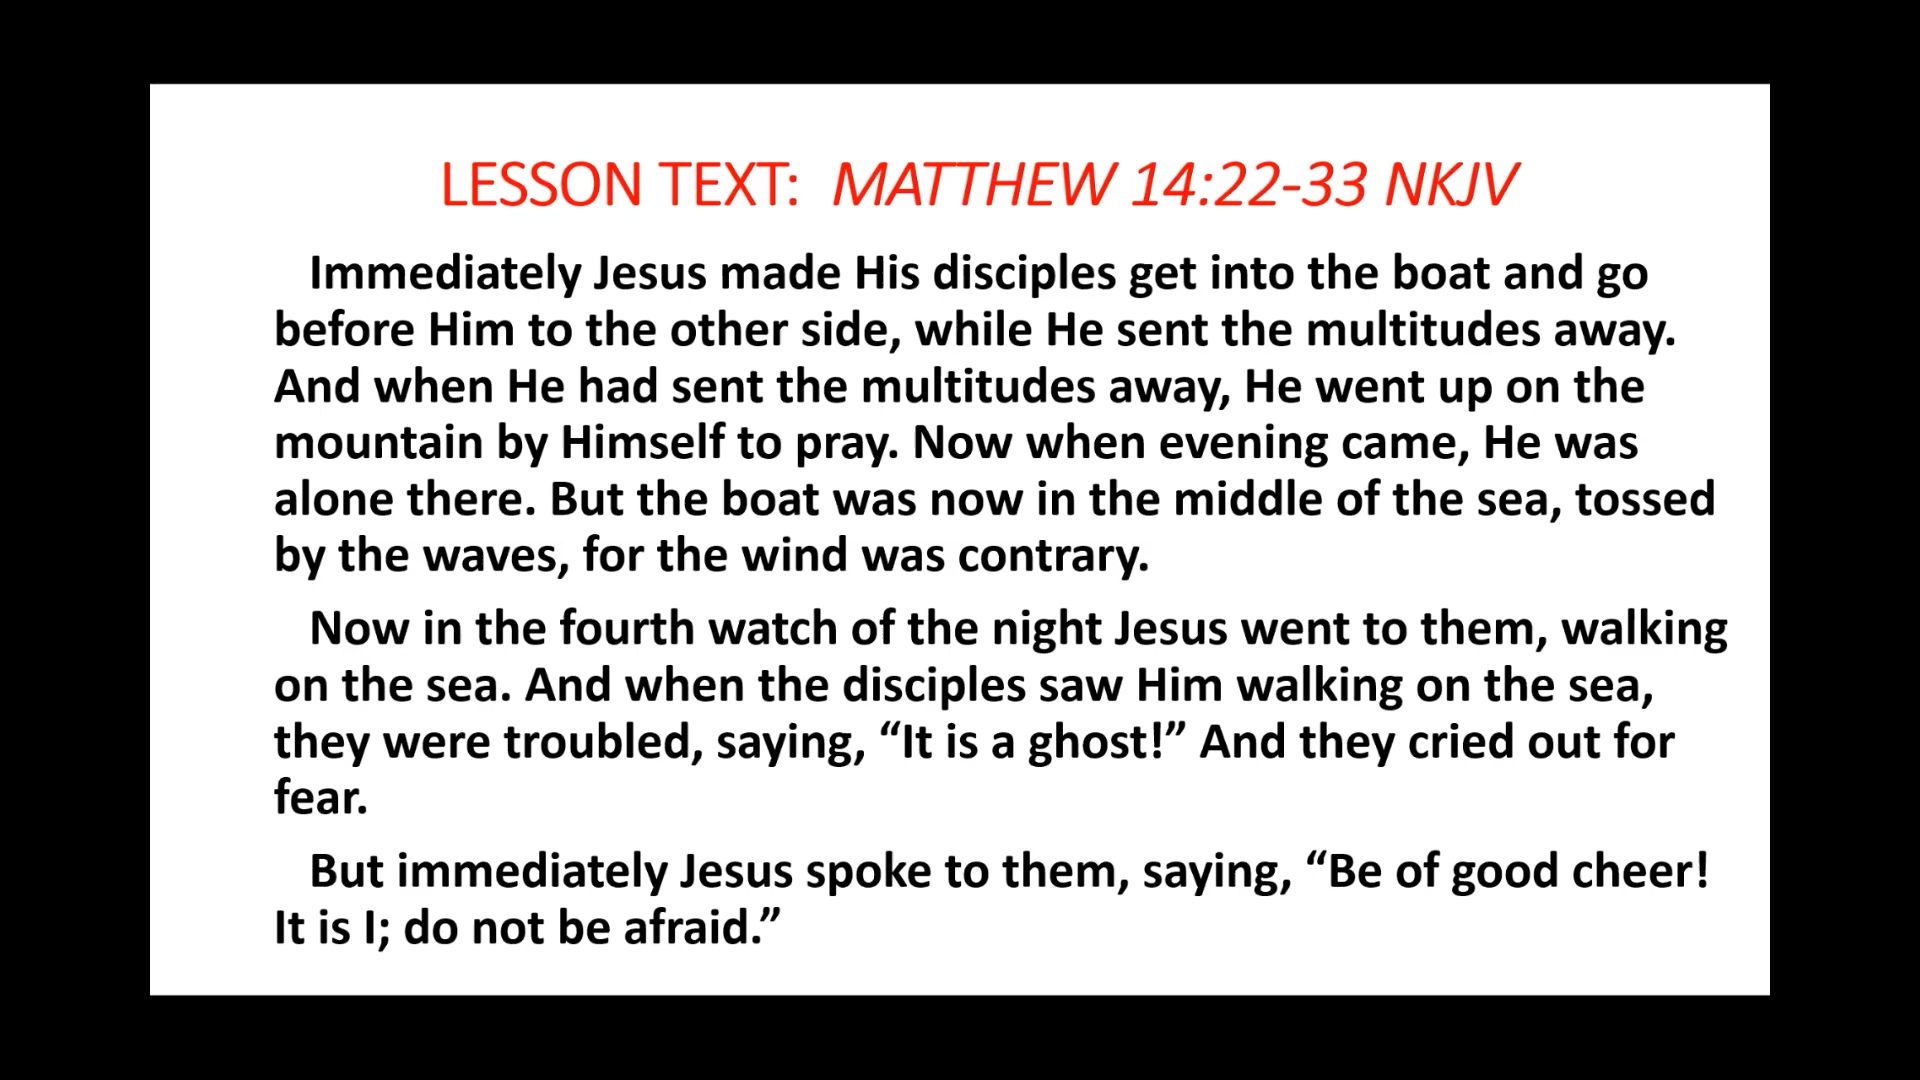 LESSON TEXT: MATTHEW 14:22-33 NKJV
Immediately Jesus made His disciples get into the boat and go
before Him to the other side, while He sent the multitudes away.
And when He had sent the multitudes away, He went up on the
mountain by Himself to pray. Now when evening came, He was
alone there. But the boat was now in the middle of the sea, tossed
by the waves, for the wind was contrary.
Now in the fourth watch of the night Jesus went to them, walking
on the sea. And when the disciples saw Him walking on the sea,
they were troubled, saying, “It is a ghost!” And they cried out for
fear.
But immediately Jesus spoke to them, saying, “Be of good cheer!
It is I; do not be afraid.”